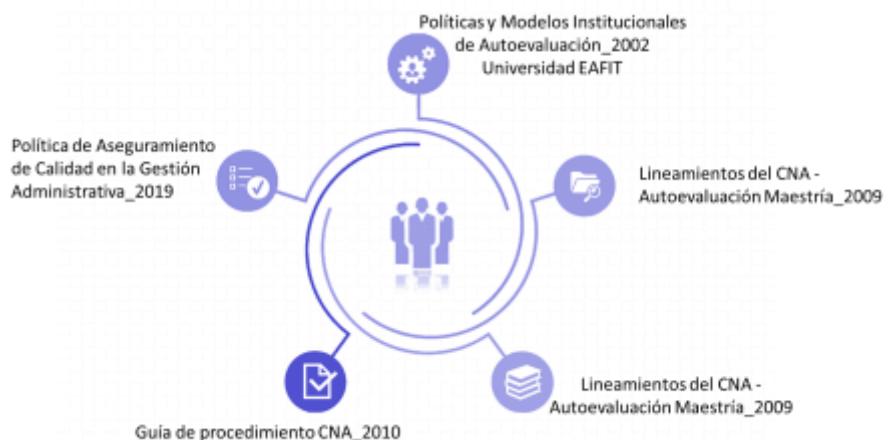 Políticas y Modelos Institucionales
de Autoevaluación_2002
Universidad EAFIT
Política de Aseguramiento
de Calidad en la Gestión
Administrativa_2019
Lineamientos del CNA -
Autoevaluación Maestría_2009
Lineamientos del CNA -
Autoevaluación Maestría_2009
Guía de procedimiento CNA_2010